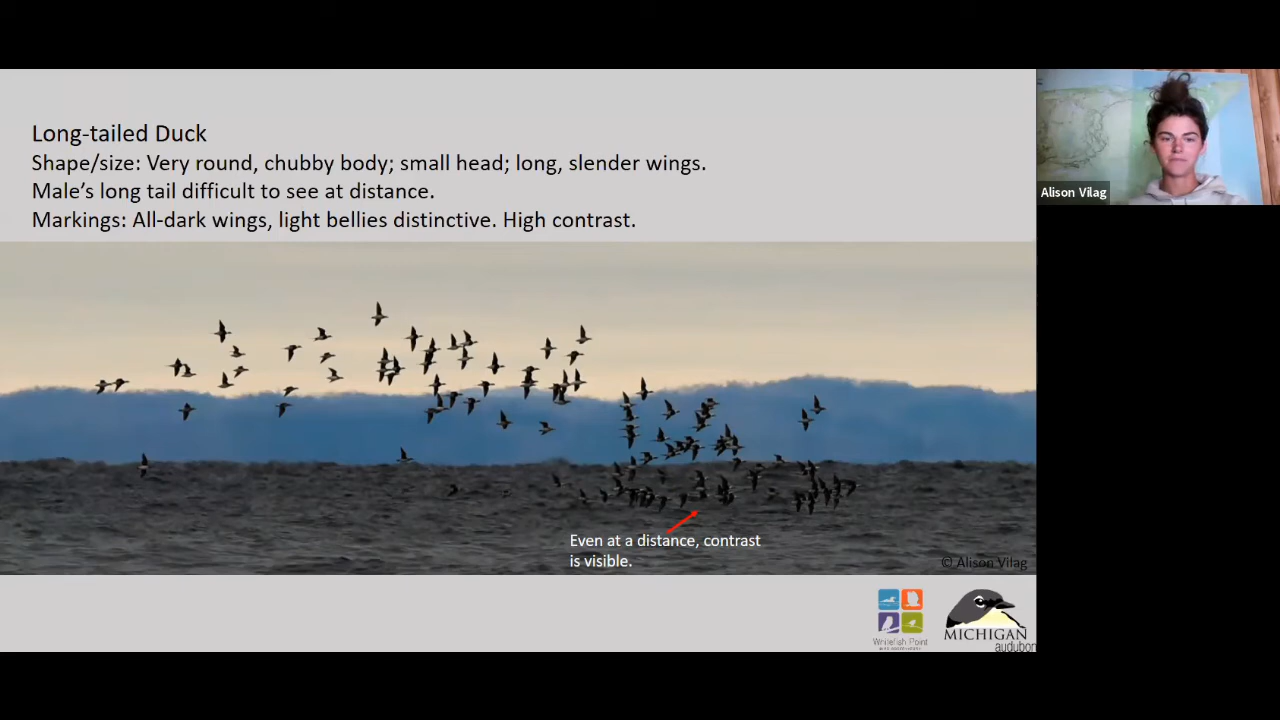 Long-tailed Duck
Shape/size: Very round, chubby body; small head; long, slender wings.
Male's long tail difficult to see at distance.
Markings: All-dark wings, light bellies distinctive. High contrast.
Alison Vilag
Even at a distance, contrast
is visible.
© Alison Vilag
Whitefish Point
MICHIGAN
audubon